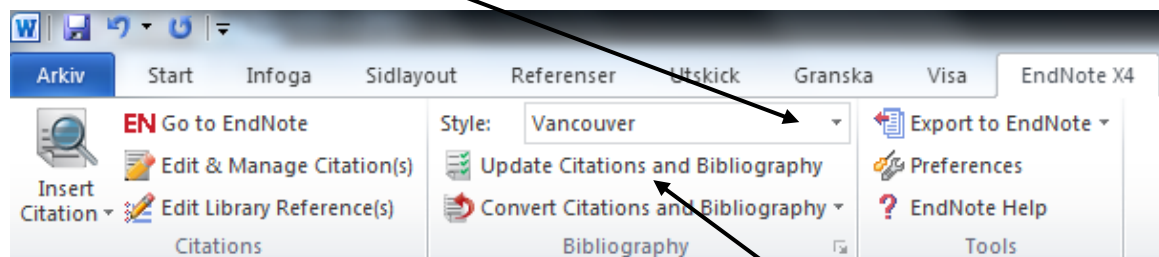 W
Arkiv Start Infoga Sidlayout Referenser Utskick Granska Visa EndNote X4
EN Go to EndNote
Edit & Manage Citation(s)
Insert
Citation
Edit Library Reference(s)
Citations
Style: Vancouver
Update Citations and Bibliography
Convert Citations and Bibliography
Bibliography
Export to EndNote
Preferences
? EndNote Help
Tools